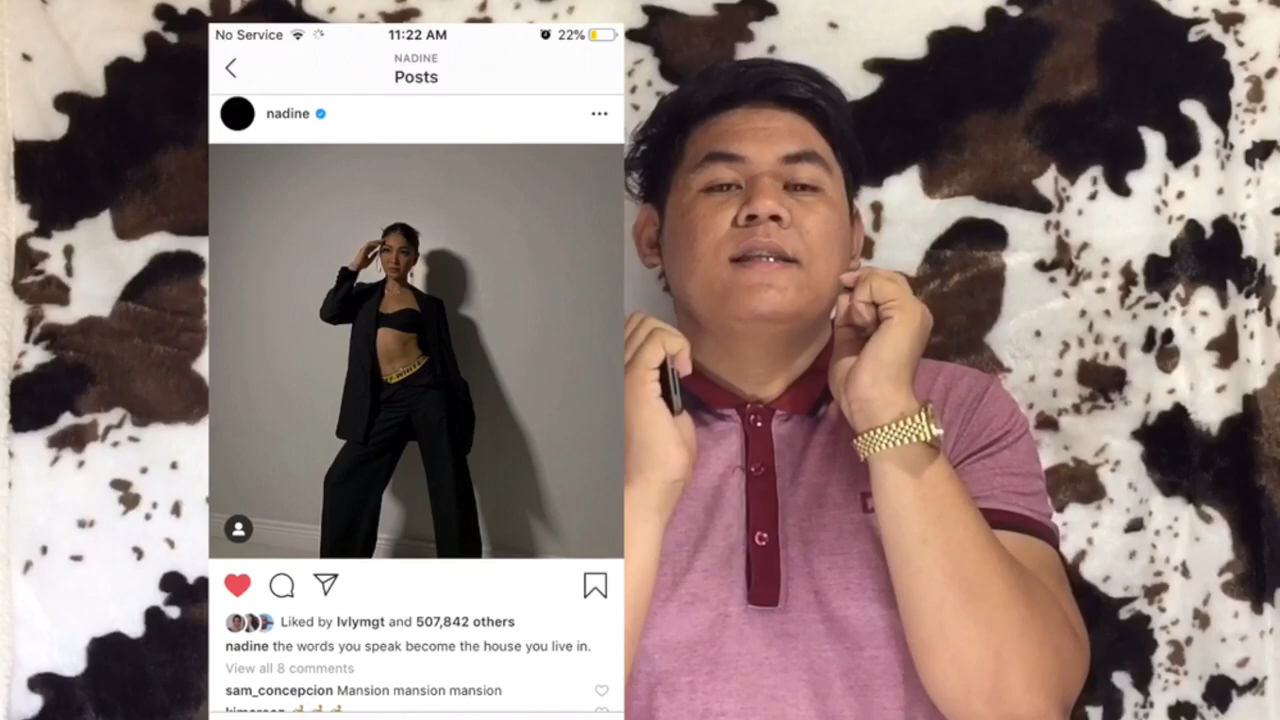 No Service 11:22 AM 22%
NADINE
Posts
nadine
Liked by lvlymgt and 507,842 others
nadine the words you speak become the house you live in.
View all 8 comments
sam_concepcion Mansion mansion mansion